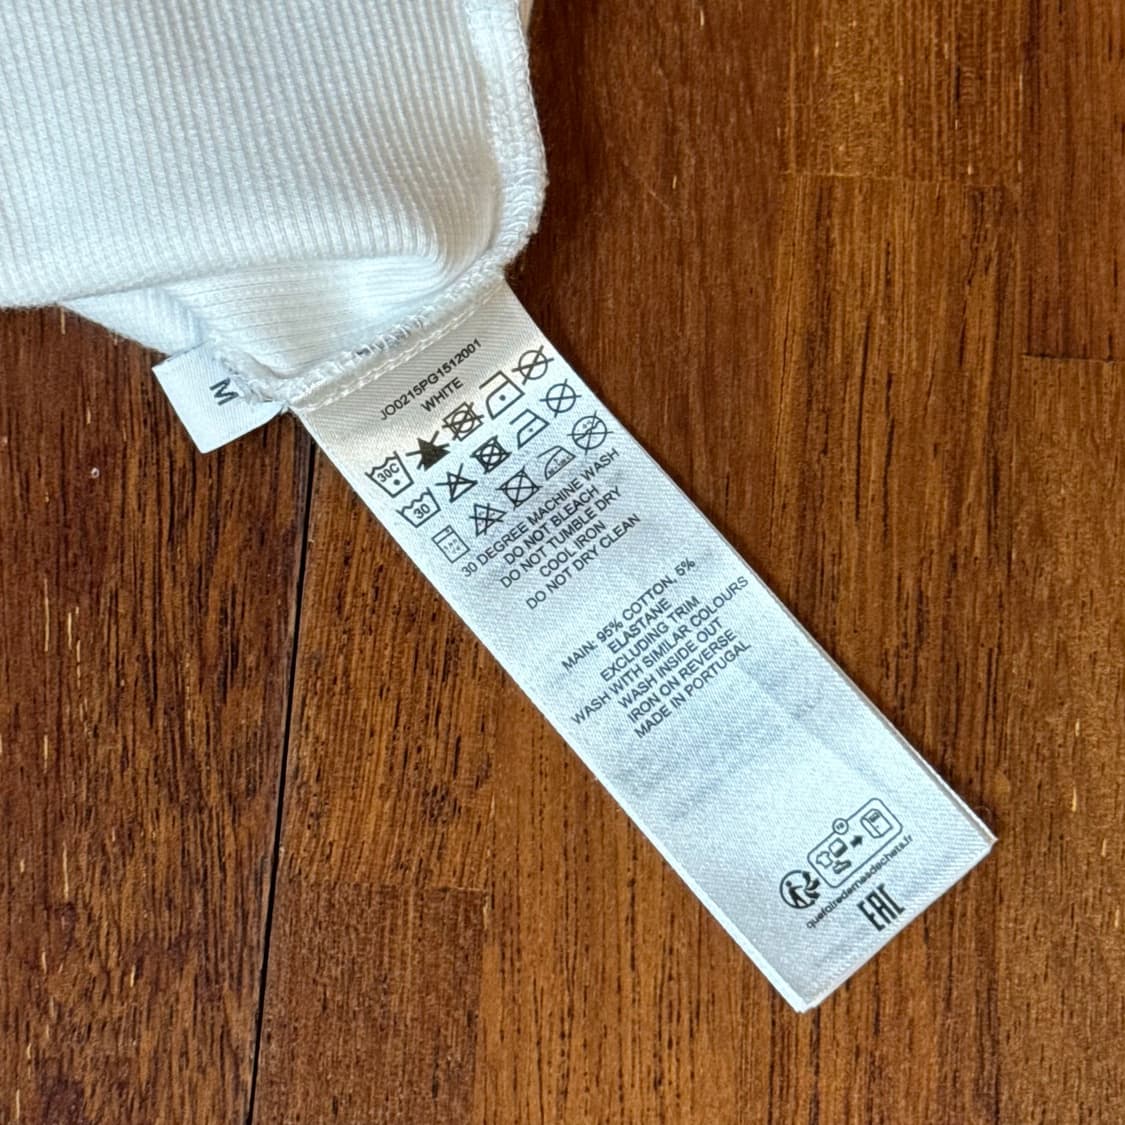 M
JO0215PG1512001
WHITE
30C
30
30 DEGREE MACHINE WASH
DO NOT BLEACH
DO NOT TUMBLE DRY
COOL IRON
DO NOT DRY CLEAN
MAIN: 95% COTTON, 5%
ELASTANE
EXCLUDING TRIM
WASH WITH SIMILAR COLOURS
WASH INSIDE OUT
IRON ON REVERSE
MADE IN PORTUGAL
FR
quefairedemesdechets.fr
EAC